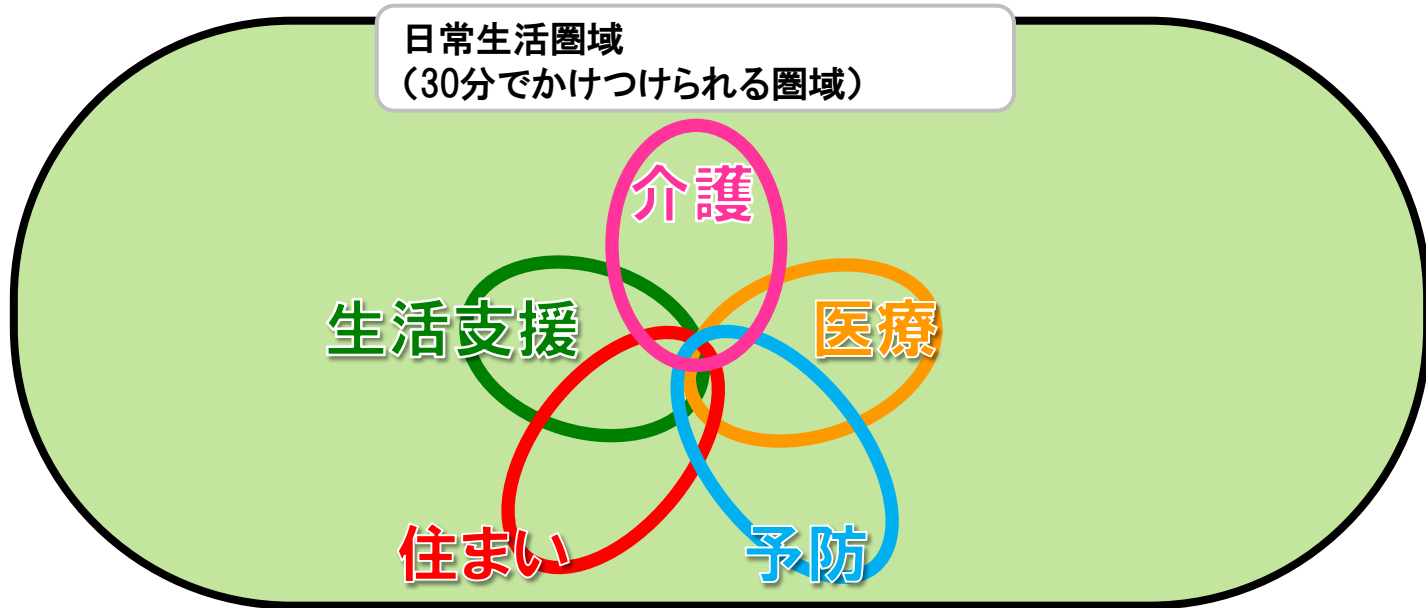 日常生活圏域
（30分でかけつけられる圏域）
介護
生活支援
医療
住まい
予防